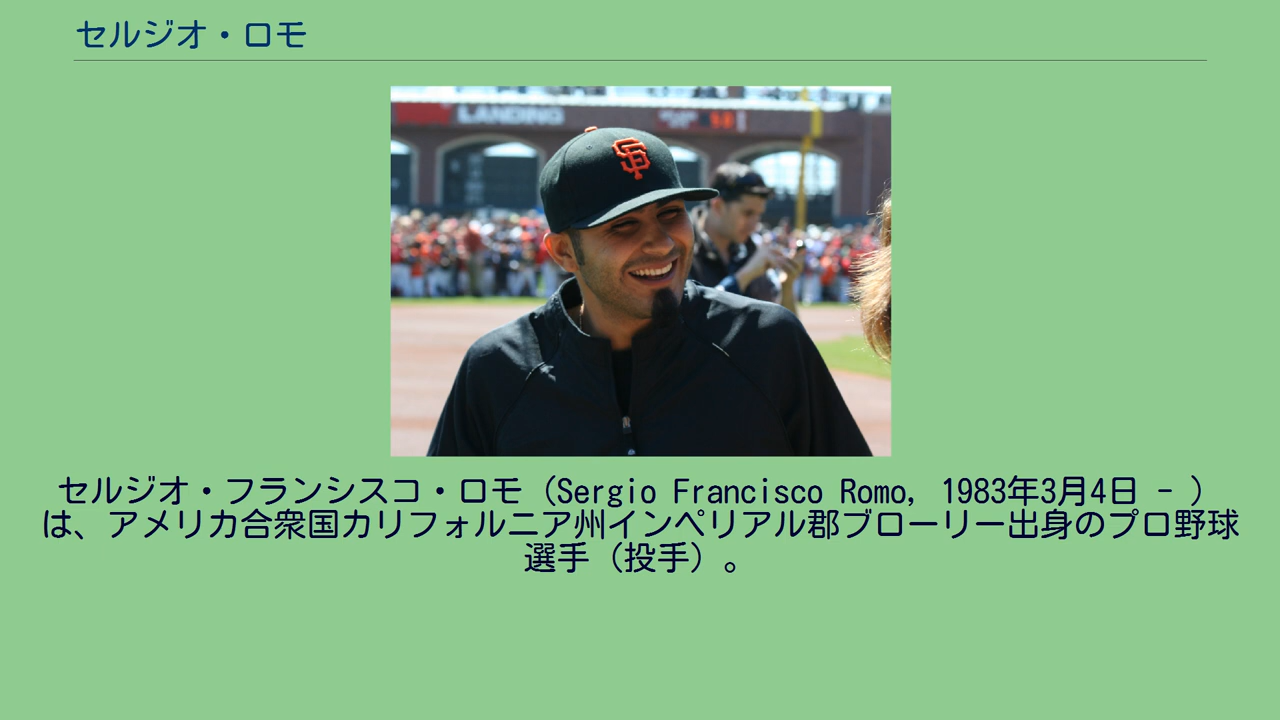 セルジオ・ロモ
LANDING
SF
セルジオ・フランシスコ・ロモ（Sergio Francisco Romo, 1983年3月4日 - ）
は、アメリカ合衆国カリフォルニア州インペリアル郡ブローリー出身のプロ野球
選手（投手）。